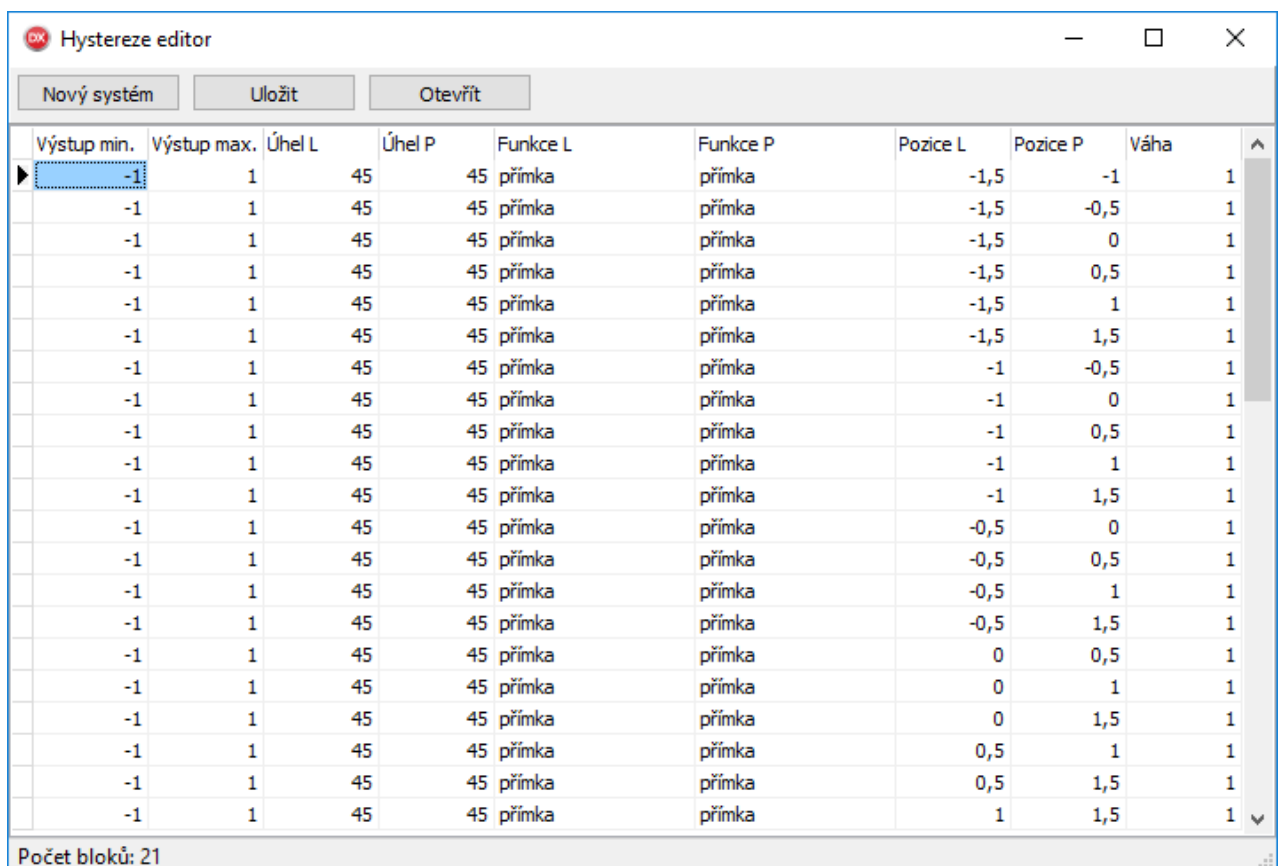 DX Hystereze editor
Nový systém Uložit Otevřít
Výstup min. Výstup max. Úhel L Úhel P Funkce L Funkce P Pozice L Pozice P Váha
-1 1 45 45 přímka přímka -1,5 -1 1
-1 1 45 45 přímka přímka -1,5 -0,5 1
-1 1 45 45 přímka přímka -1,5 0 1
-1 1 45 45 přímka přímka -1,5 0,5 1
-1 1 45 45 přímka přímka -1,5 1 1
-1 1 45 45 přímka přímka -1,5 1,5 1
-1 1 45 45 přímka přímka -1 -0,5 1
-1 1 45 45 přímka přímka -1 0 1
-1 1 45 45 přímka přímka -1 0,5 1
-1 1 45 45 přímka přímka -1 1 1
-1 1 45 45 přímka přímka -1 1,5 1
-1 1 45 45 přímka přímka -0,5 0 1
-1 1 45 45 přímka přímka -0,5 0,5 1
-1 1 45 45 přímka přímka -0,5 1 1
-1 1 45 45 přímka přímka -0,5 1,5 1
-1 1 45 45 přímka přímka 0 0,5 1
-1 1 45 45 přímka přímka 0 1 1
-1 1 45 45 přímka přímka 0 1,5 1
-1 1 45 45 přímka přímka 0,5 1 1
-1 1 45 45 přímka přímka 0,5 1,5 1
-1 1 45 45 přímka přímka 1 1,5 1
Počet bloků: 21